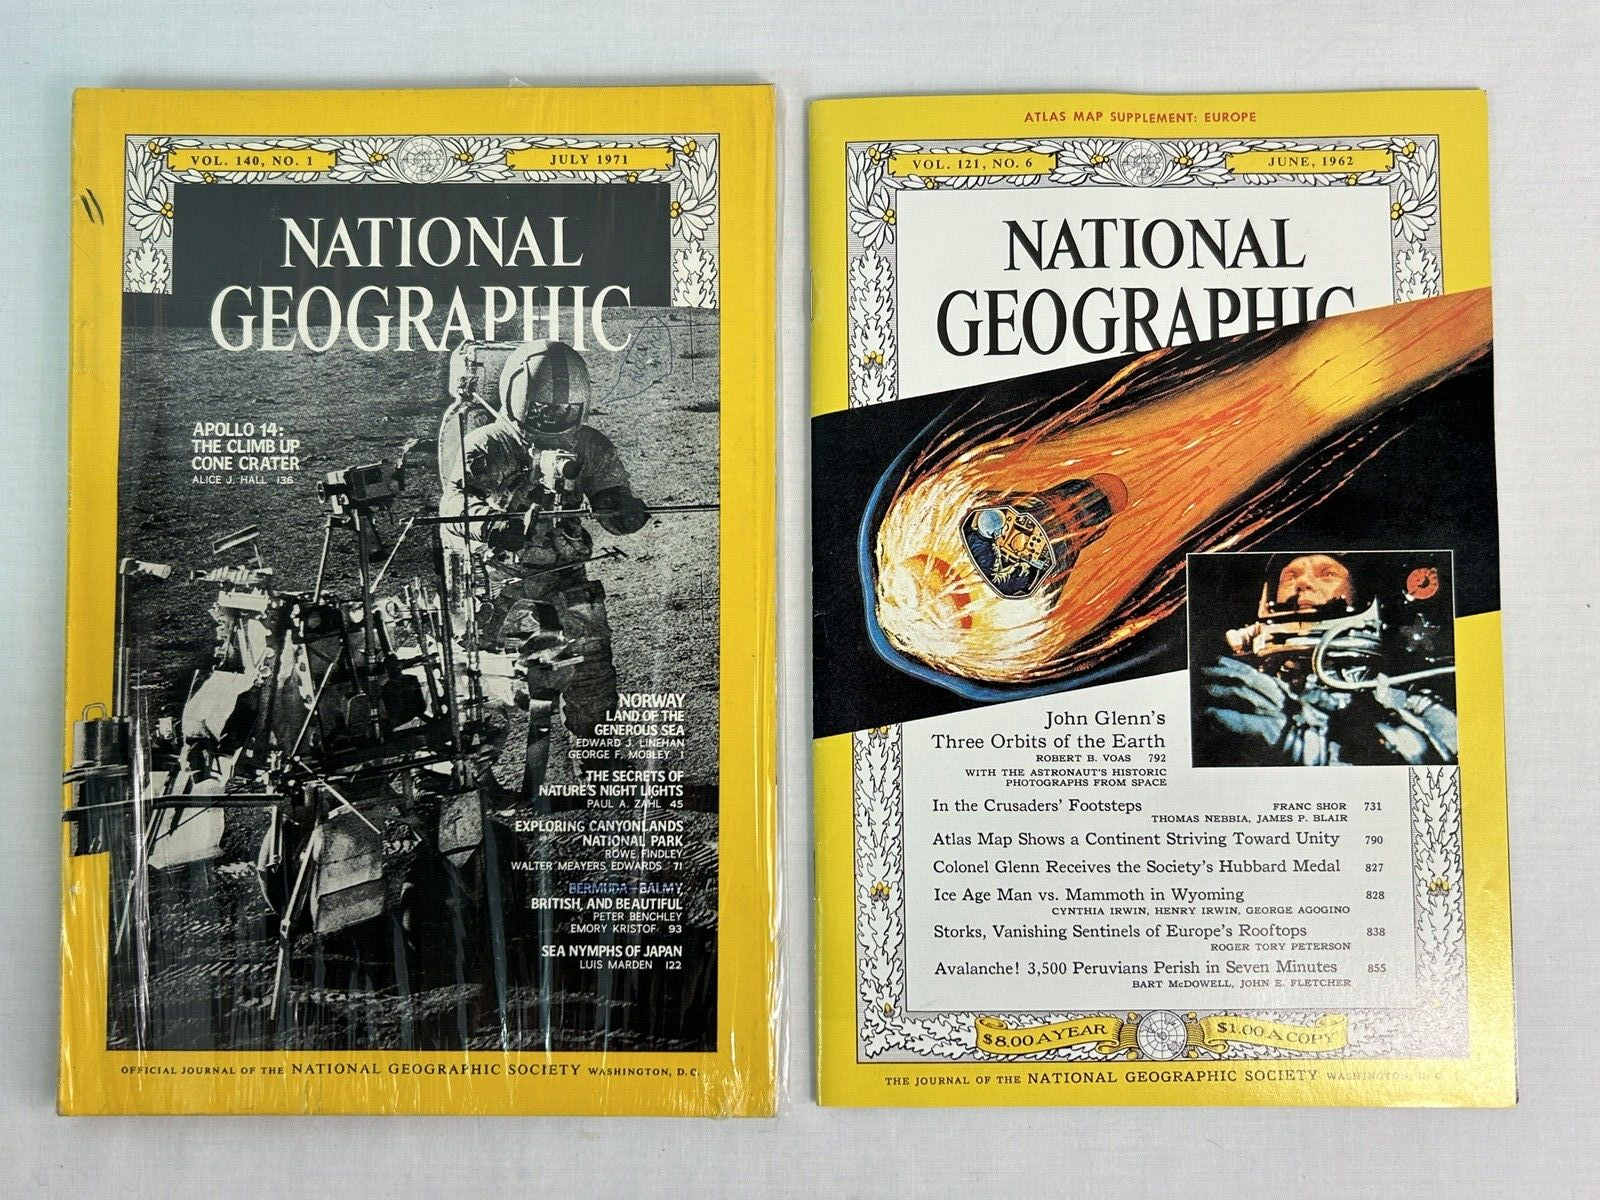 VOL. 140, NO. 1
JULY 1971
NATIONAL
GEOGRAPHIC
APOLLO 14:
THE CLIMB UP
CONE CRATER
ALICE J. HALL 136
NORWAY
LAND OF THE
GENEROUS SEA
EDWARD J. LINEHAN
GEORGE F. MOBLEY 1
THE SECRETS OF
NATURE'S NIGHT LIGHTS
PAUL A. ZAHL 45
EXPLORING CANYONLANDS
NATIONAL PARK
ROWE FINDLEY
WALTER MEAYERS EDWARDS 71
BERMUDA–BALMY,
BRITISH, AND BEAUTIFUL
PETER BENCHLEY
EMORY KRISTOF 93
SEA NYMPHS OF JAPAN
LUIS MARDEN 122
OFFICIAL JOURNAL OF THE NATIONAL GEOGRAPHIC SOCIETY WASHINGTON, D.C.
ATLAS MAP SUPPLEMENT: EUROPE
VOL. 121, NO. 6
JUNE, 1962
NATIONAL
GEOGRAPHIC
John Glenn's
Three Orbits of the Earth
ROBERT B. VOAS 792
WITH THE ASTRONAUT'S HISTORIC
PHOTOGRAPHS FROM SPACE
In the Crusaders' Footsteps FRANC SHOR 731
THOMAS NEBBIA, JAMES P. BLAIR
Atlas Map Shows a Continent Striving Toward Unity 790
Colonel Glenn Receives the Society's Hubbard Medal 827
Ice Age Man vs. Mammoth in Wyoming 828
CYNTHIA IRWIN, HENRY IRWIN, GEORGE AGOGINO
Storks, Vanishing Sentinels of Europe's Rooftops 838
ROGER TORY PETERSON
Avalanche! 3,500 Peruvians Perish in Seven Minutes 855
BART McDOWELL, JOHN E. FLETCHER
$8.00 A YEAR
$1.00 A COPY
THE JOURNAL OF THE NATIONAL GEOGRAPHIC SOCIETY WASHINGTON, D.C.